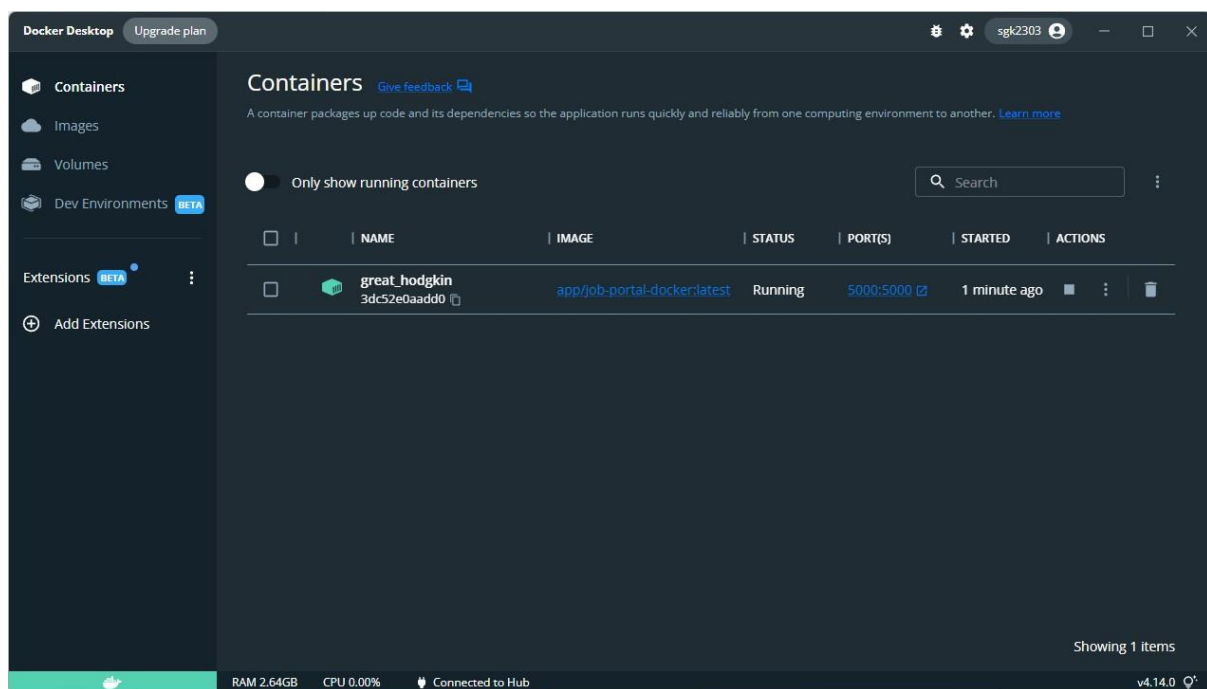 Docker Desktop Upgrade plan sgk2303
Containers
Images
Volumes
Dev Environments BETA
Extensions BETA
Add Extensions
Containers Give feedback
A container packages up code and its dependencies so the application runs quickly and reliably from one computing environment to another. Learn more
Only show running containers Search
NAME IMAGE STATUS PORT(S) STARTED ACTIONS
great_hodgkin
3dc52e0aadd0 app/job-portal-docker:latest Running 5000:5000 1 minute ago
Showing 1 items
RAM 2.64GB CPU 0.00% Connected to Hub v4.14.0